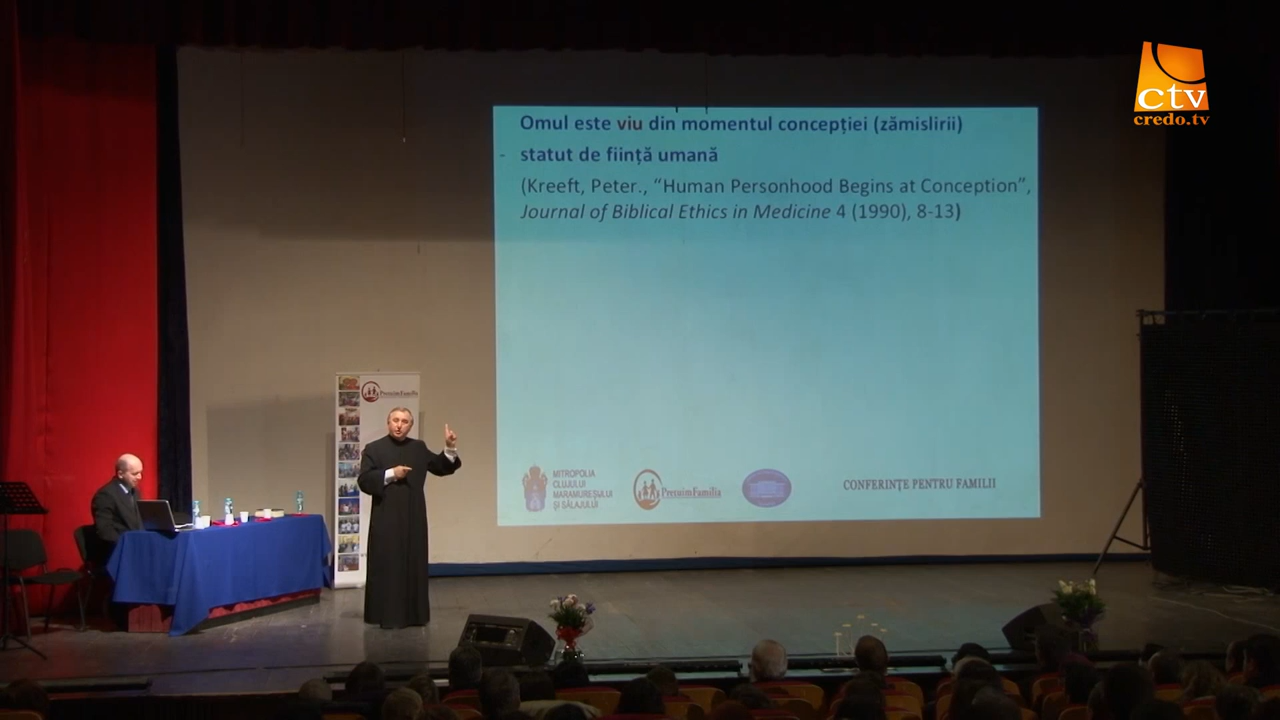 ctv
credo.tv
Omul este viu din momentul concepției (zămislirii)
- statut de ființă umană
(Kreeft, Peter., “Human Personhood Begins at Conception”,
Journal of Biblical Ethics in Medicine 4 (1990), 8-13)
PretuimFamilia
MITROPOLIA
CLUJULUI
MARAMUREȘULUI
ȘI SĂLAJULUI
PretuimFamilia
CONFERINȚE PENTRU FAMILII